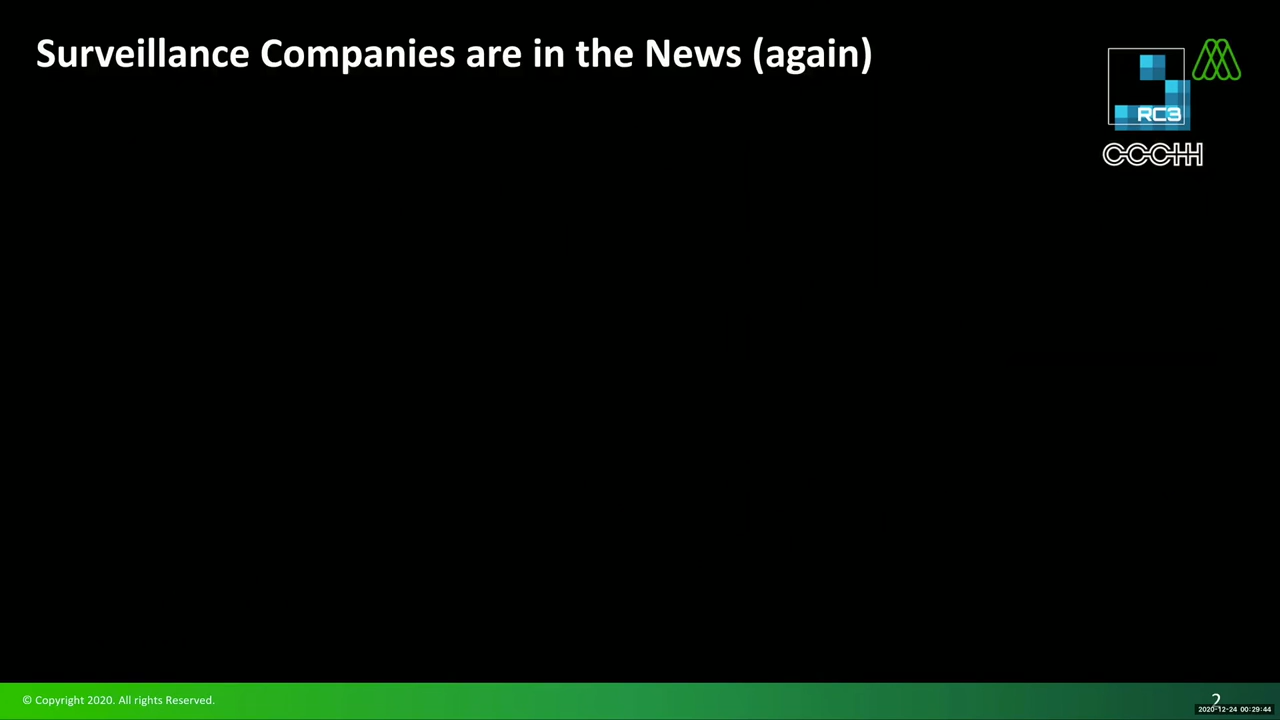 Surveillance Companies are in the News (again)
RC3
CCCHH
© Copyright 2020. All rights Reserved.
2
2020-12-24 00:29:44